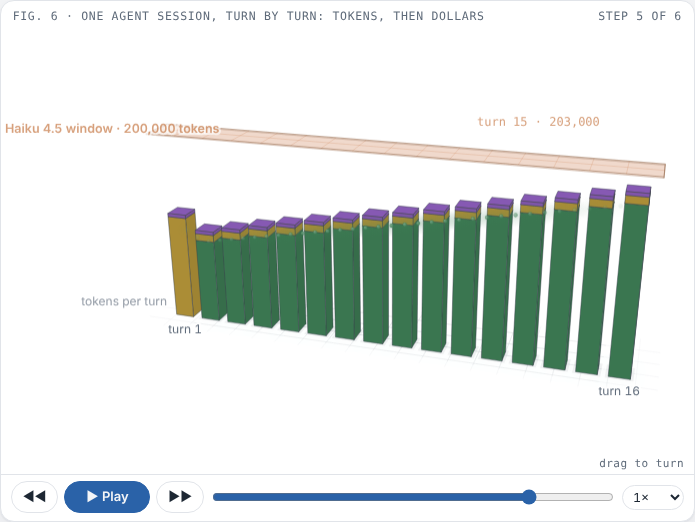 FIG. 6 · ONE AGENT SESSION, TURN BY TURN: TOKENS, THEN DOLLARS
STEP 5 OF 6
turn 15 · 203,000
Haiku 4.5 window · 200,000 tokens
tokens per turn
turn 1
turn 16
drag to turn
Play
1×